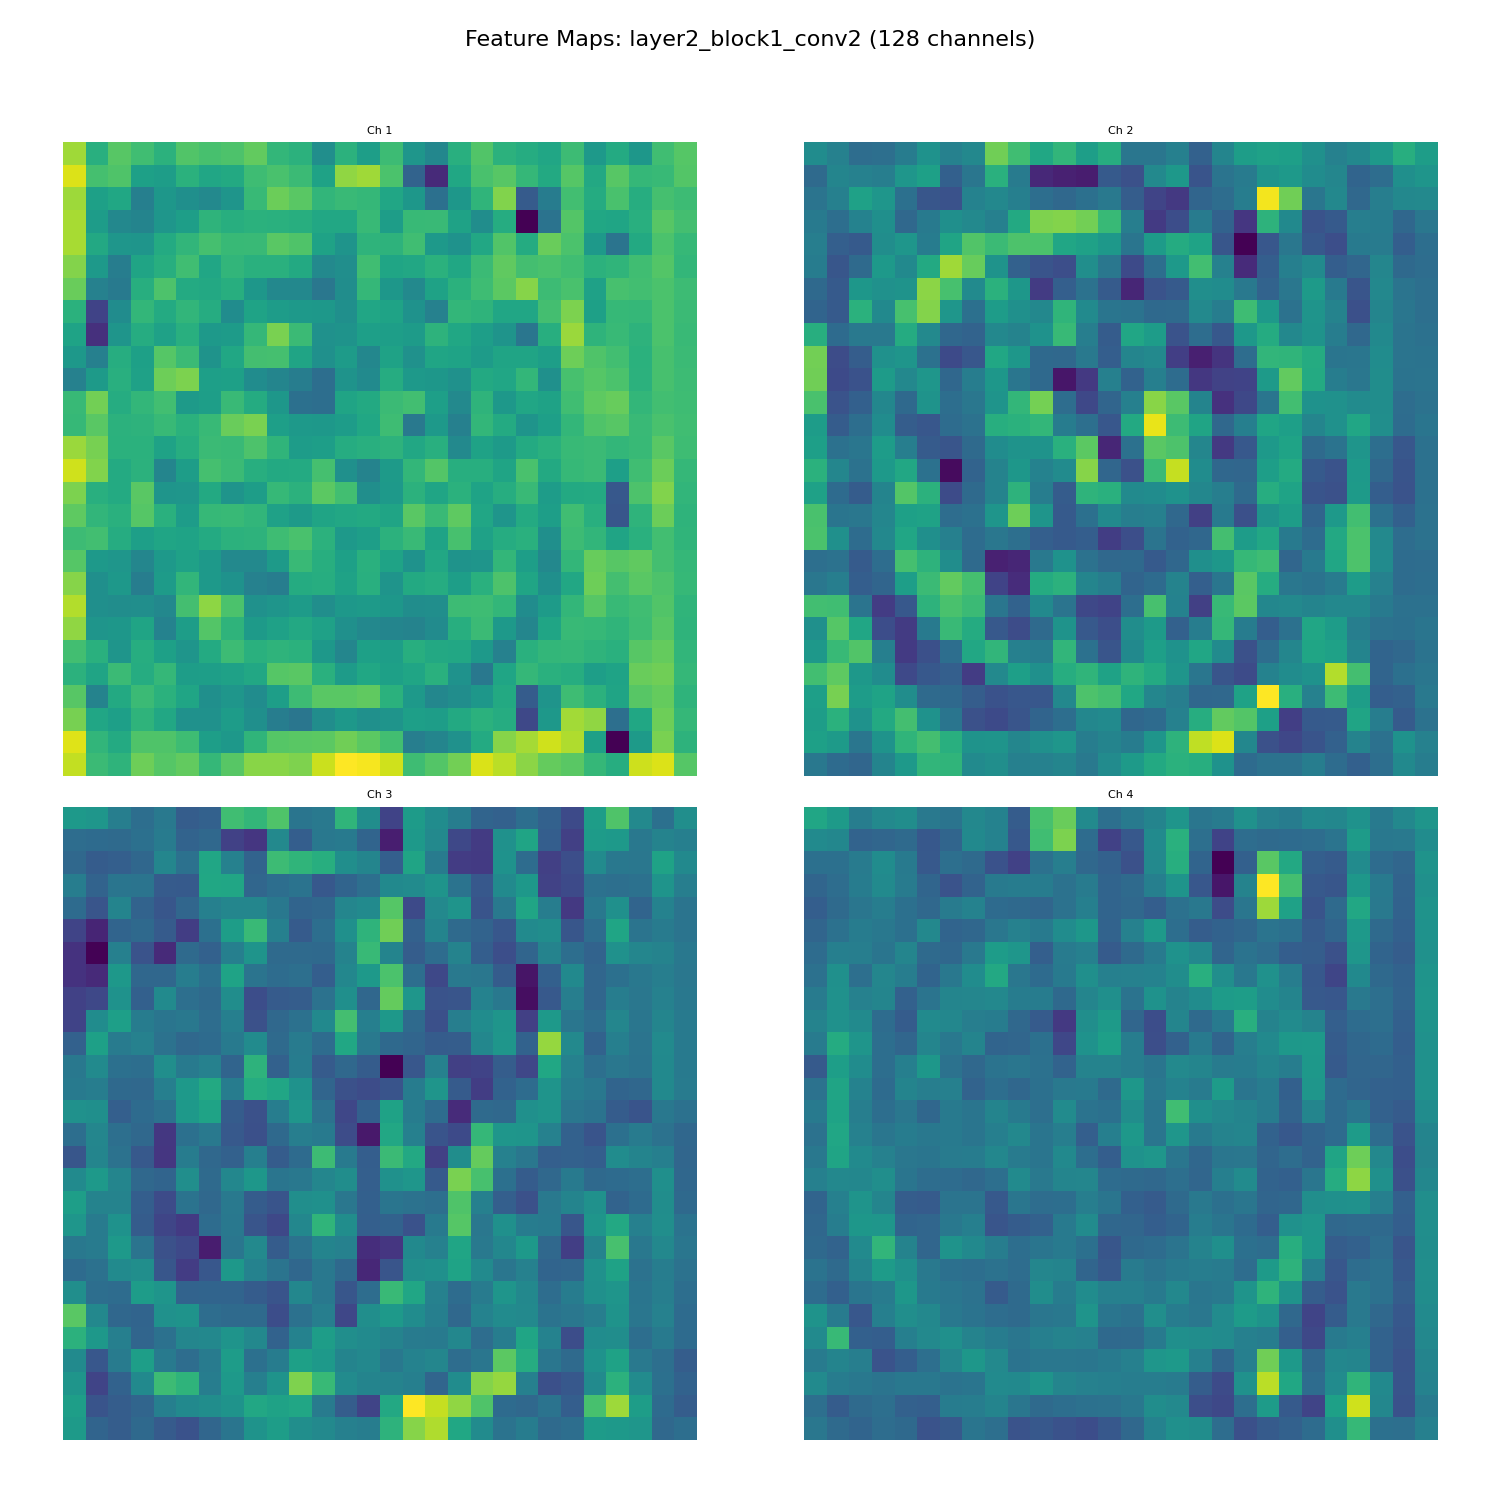 Feature Maps: layer2_block1_conv2 (128 channels)
Ch 1
Ch 2
Ch 3
Ch 4